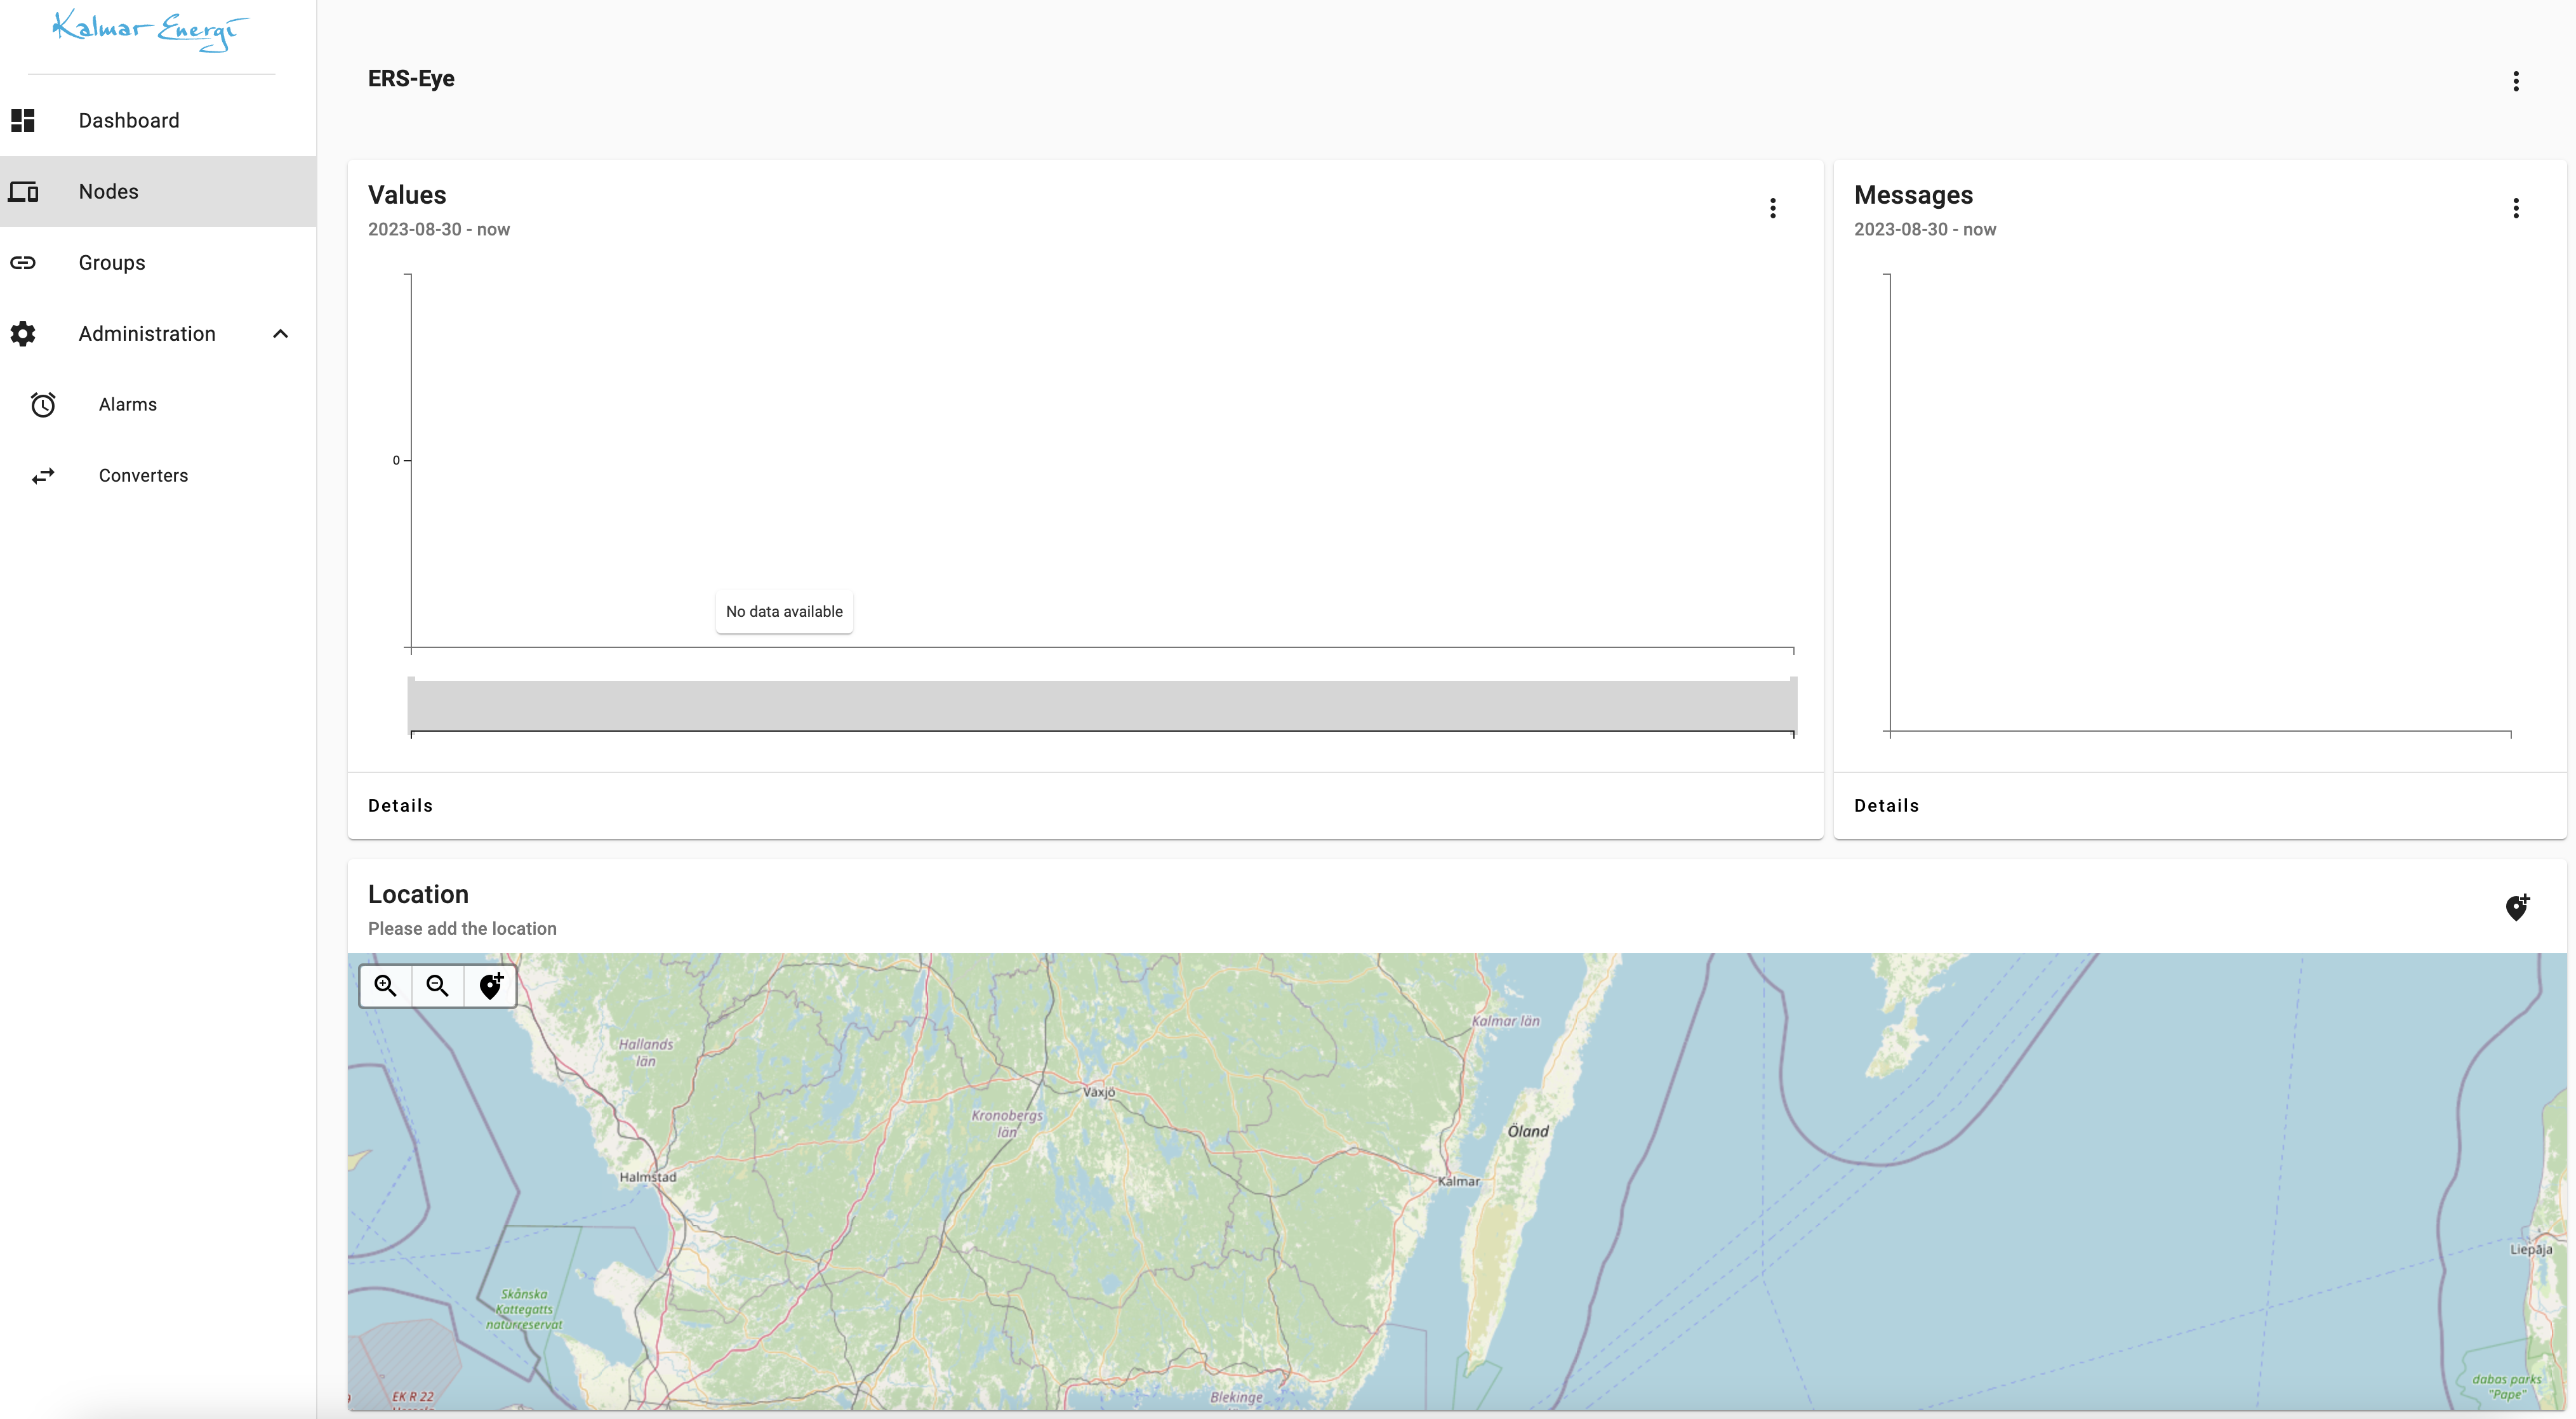 Kalmar Energi
Dashboard
Nodes
Groups
Administration
Alarms
Converters
ERS-Eye
Values
2023-08-30 - now
0
No data available
Details
Messages
2023-08-30 - now
Details
Location
Please add the location
Kalmar län
Hallands
län
Växjö
Kronobergs
län
Öland
Halmstad
Kalmar
Liepāja
Skånska
Kattegatts
naturreservat
dabas parks
"Pape"
EK R 22
Blekinge